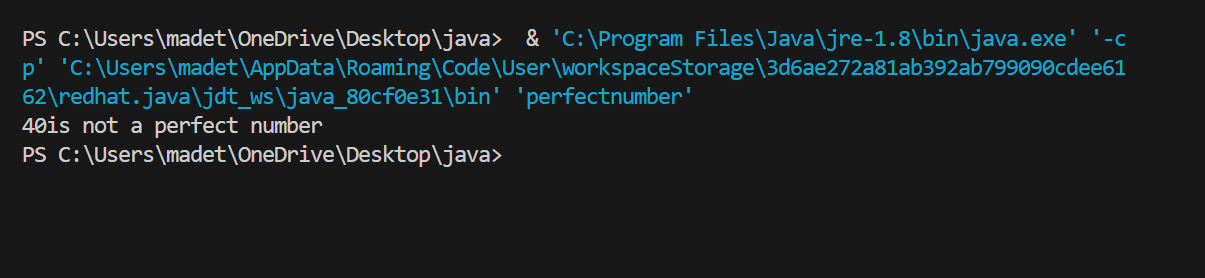 PS C:\Users\madet\OneDrive\Desktop\java>  & 'C:\Program Files\Java\jre-1.8\bin\java.exe' '-c
p' 'C:\Users\madet\AppData\Roaming\Code\User\workspaceStorage\3d6ae272a81ab392ab799090cdee61
62\redhat.java\jdt_ws\java_80cf0e31\bin' 'perfectnumber'
40is not a perfect number
PS C:\Users\madet\OneDrive\Desktop\java>